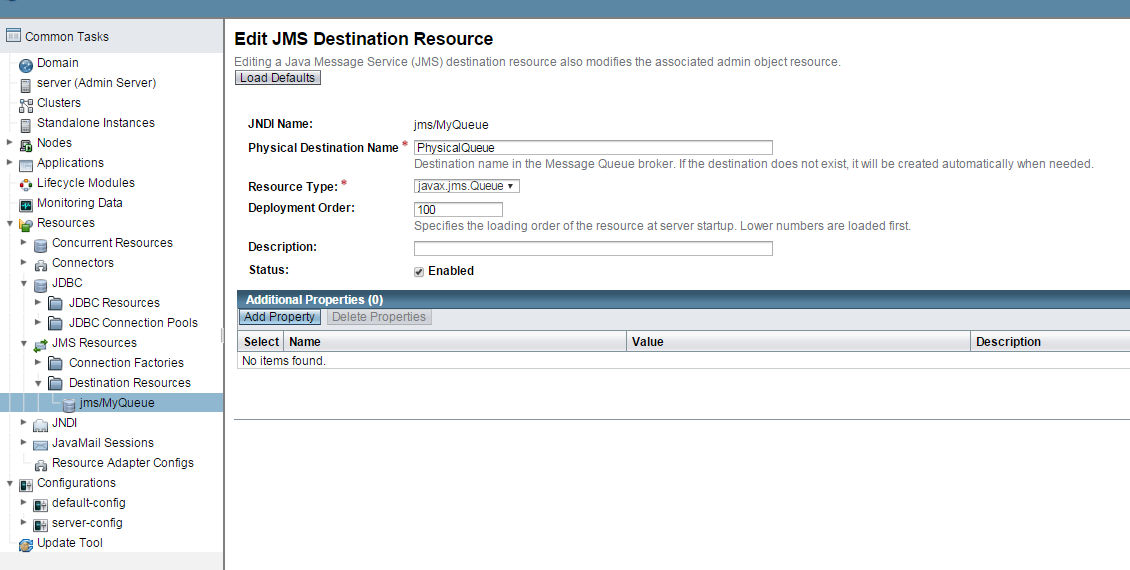 Common Tasks
Domain
server (Admin Server)
Clusters
Standalone Instances
Nodes
Applications
Lifecycle Modules
Monitoring Data
Resources
Concurrent Resources
Connectors
JDBC
JDBC Resources
JDBC Connection Pools
JMS Resources
Connection Factories
Destination Resources
jms/MyQueue
JNDI
JavaMail Sessions
Resource Adapter Configs
Configurations
default-config
server-config
Update Tool
Edit JMS Destination Resource
Editing a Java Message Service (JMS) destination resource also modifies the associated admin object resource.
Load Defaults
JNDI Name: jms/MyQueue
Physical Destination Name * PhysicalQueue
Destination name in the Message Queue broker. If the destination does not exist, it will be created automatically when needed.
Resource Type: * javax.jms.Queue
Deployment Order: 100
Specifies the loading order of the resource at server startup. Lower numbers are loaded first.
Description:
Status: Enabled
Additional Properties (0)
Add Property Delete Properties
Select Name Value Description
No items found.